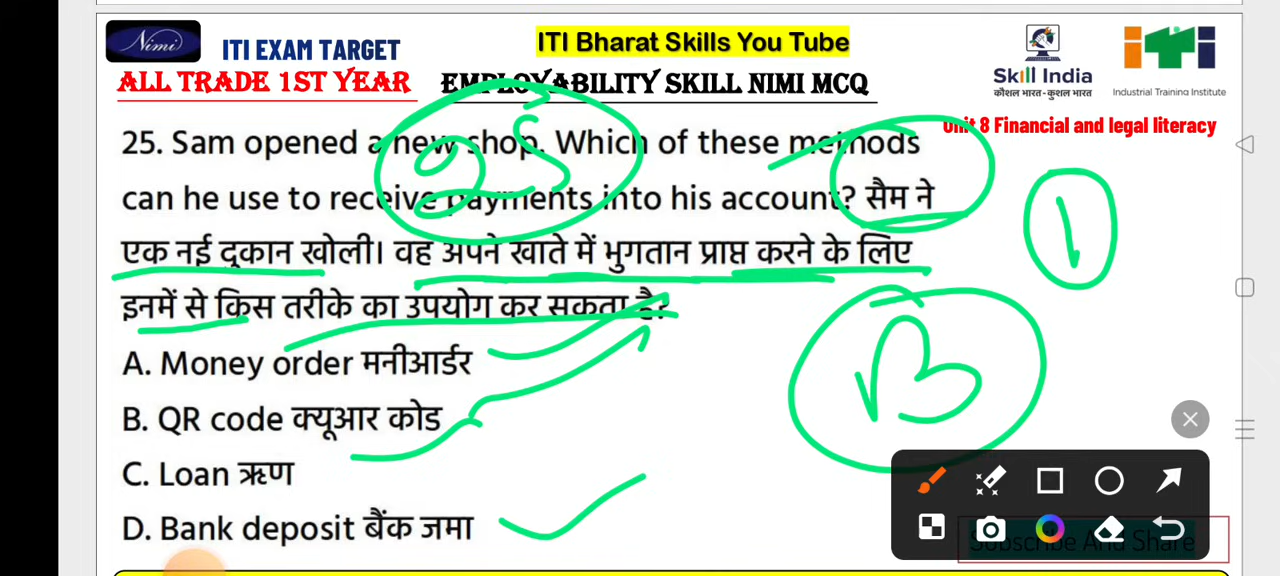 Nimi
ITI EXAM TARGET
ITI Bharat Skills You Tube
ALL TRADE 1ST YEAR
EMPLOYABILITY SKILL NIMI MCQ
Skill India
कौशल भारत-कुशल भारत
ITI
Industrial Training Institute
Unit 8 Financial and legal literacy
25. Sam opened a new shop. Which of these methods
can he use to receive payments into his account? सैम ने
एक नई दुकान खोली। वह अपने खाते में भुगतान प्राप्त करने के लिए
इनमें से किस तरीके का उपयोग कर सकता है?
A. Money order मनीआर्डर
B. QR code क्यूआर कोड
C. Loan ऋण
D. Bank deposit बैंक जमा
25
1
B
Subscribe And Share